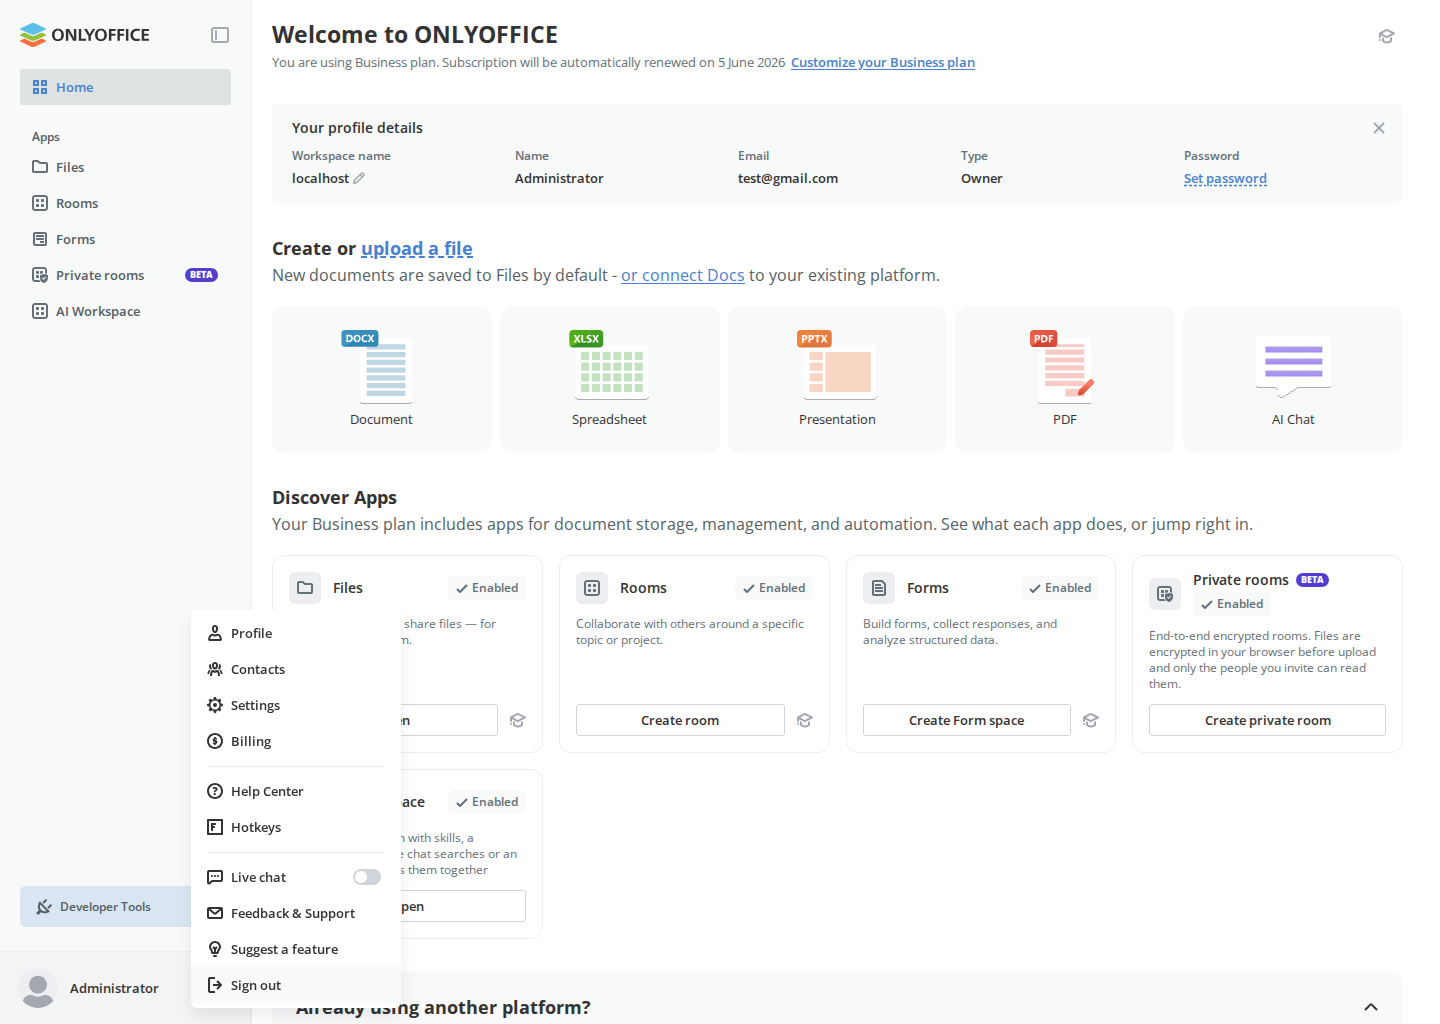 ONLYOFFICE
Home
Apps
Files
Rooms
Forms
Private rooms BETA
AI Workspace
Developer Tools
Administrator
Welcome to ONLYOFFICE
You are using Business plan. Subscription will be automatically renewed on 5 June 2026 Customize your Business plan
Your profile details
Workspace name
localhost
Name
Administrator
Email
test@gmail.com
Type
Owner
Password
Set password
Create or upload a file
New documents are saved to Files by default - or connect Docs to your existing platform.
DOCX
Document
XLSX
Spreadsheet
PPTX
Presentation
PDF
PDF
AI Chat
Discover Apps
Your Business plan includes apps for document storage, management, and automation. See what each app does, or jump right in.
Files
Enabled
share files — for
Rooms
Enabled
Collaborate with others around a specific
topic or project.
Create room
Forms
Enabled
Build forms, collect responses, and
analyze structured data.
Create Form space
Private rooms BETA
Enabled
End-to-end encrypted rooms. Files are
encrypted in your browser before upload
and only the people you invite can read
them.
Create private room
Enabled
with skills, a
chat searches or an
them together
Profile
Contacts
Settings
Billing
Help Center
Hotkeys
Live chat
Feedback & Support
Suggest a feature
Sign out
Already using another platform?